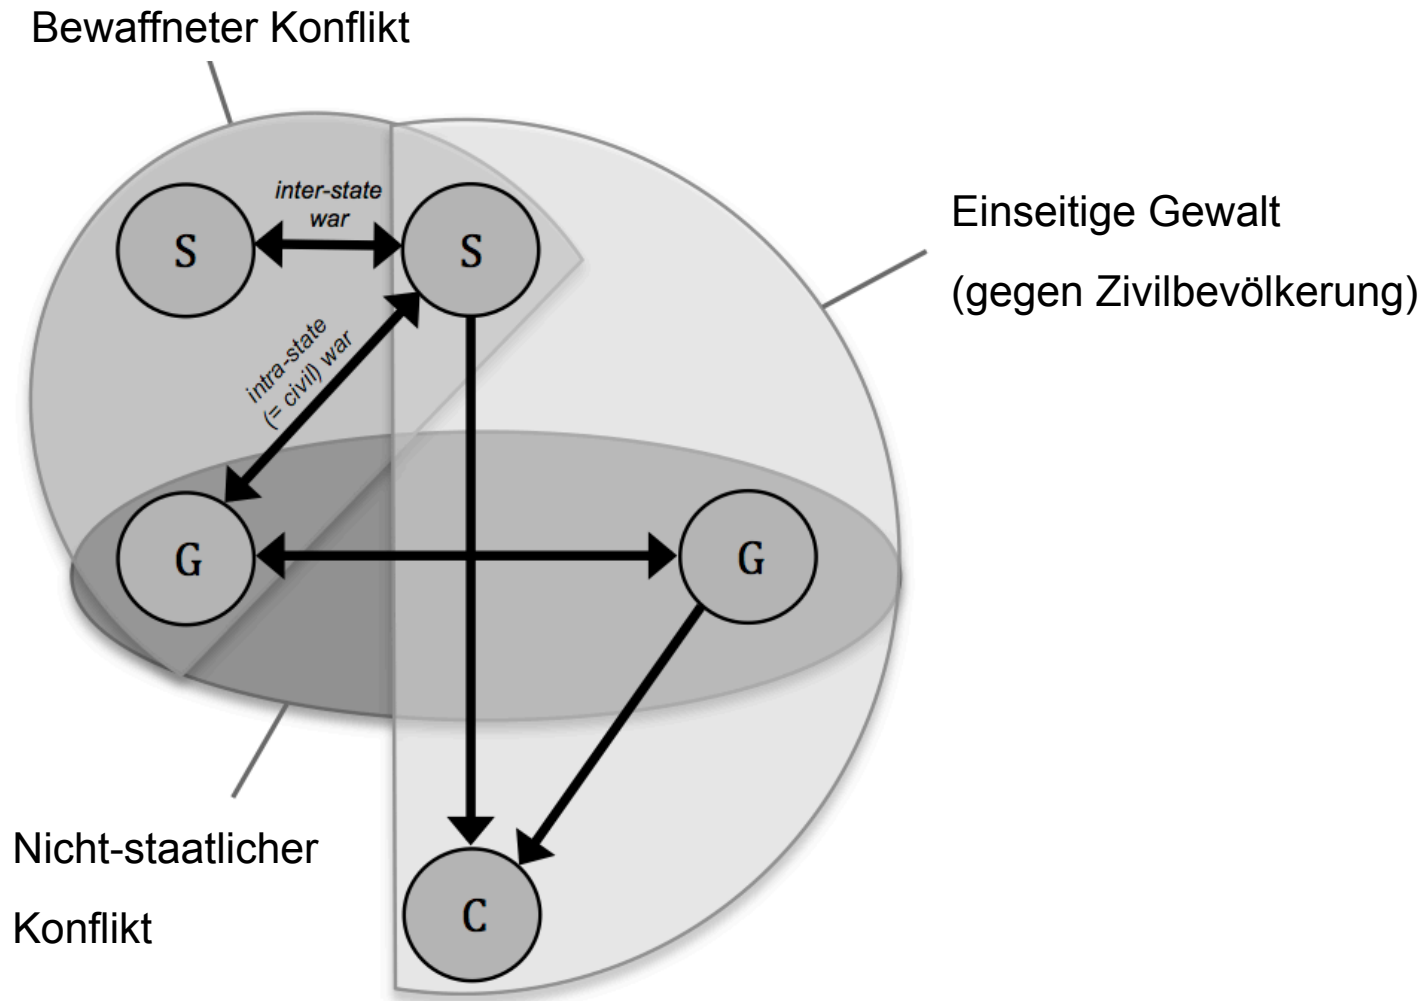 Bewaffneter Konflikt
inter-state
war
S
S
Einseitige Gewalt
(gegen Zivilbevölkerung)
intra-state
(= civil) war
G
G
Nicht-staatlicher
Konflikt
C